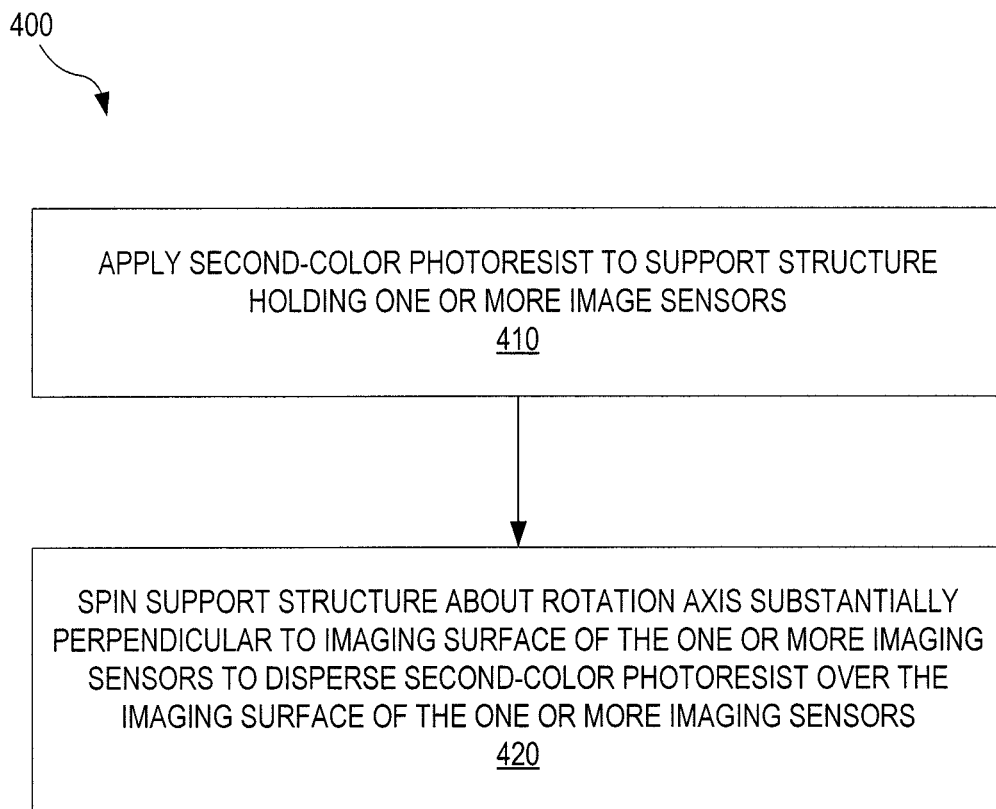 400
APPLY SECOND-COLOR PHOTORESIST TO SUPPORT STRUCTURE
HOLDING ONE OR MORE IMAGE SENSORS
410
SPIN SUPPORT STRUCTURE ABOUT ROTATION AXIS SUBSTANTIALLY
PERPENDICULAR TO IMAGING SURFACE OF THE ONE OR MORE IMAGING
SENSORS TO DISPERSE SECOND-COLOR PHOTORESIST OVER THE
IMAGING SURFACE OF THE ONE OR MORE IMAGING SENSORS
420